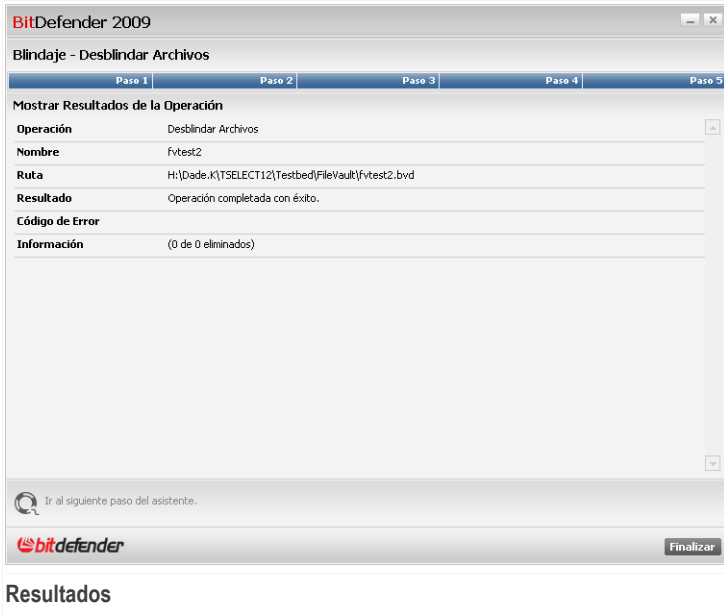 BitDefender 2009
Blindaje - Desblindar Archivos
Paso 1 Paso 2 Paso 3 Paso 4 Paso 5
Mostrar Resultados de la Operación
Operación Desblindar Archivos
Nombre fvtest2
Ruta H:\Dade.K\TSELECT12\Testbed\FileVault\fvtest2.bvd
Resultado Operación completada con éxito.
Código de Error
Información (0 de 0 eliminados)
Ir al siguiente paso del asistente.
bitdefender Finalizar
Resultados